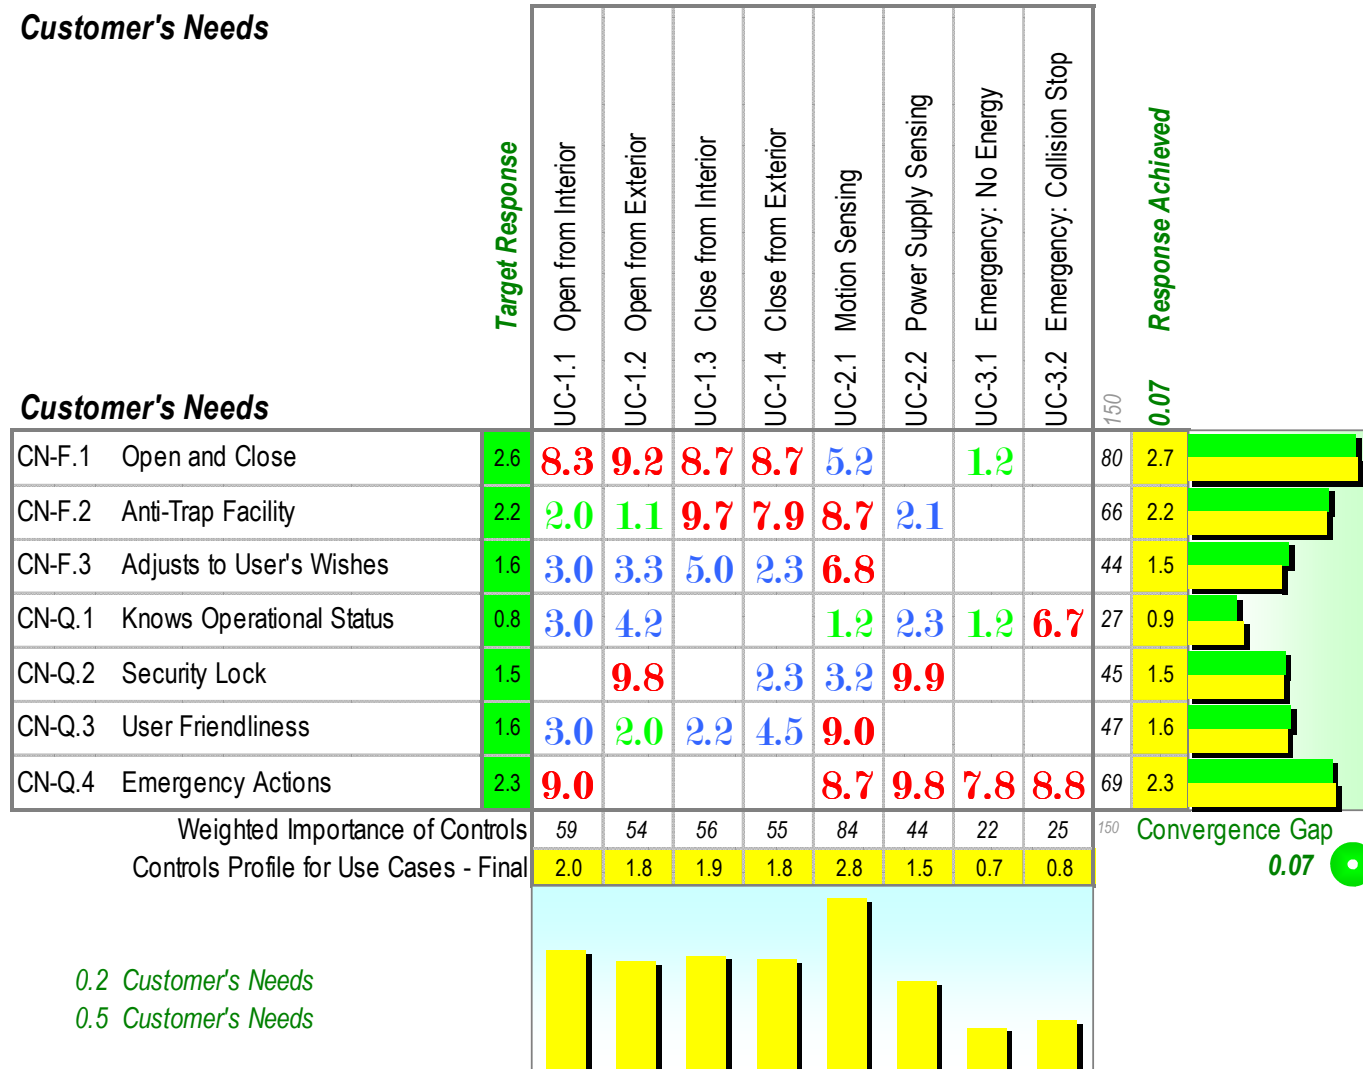 Customer's Needs
Target Response
UC-1.1 Open from Interior
UC-1.2 Open from Exterior
UC-1.3 Close from Interior
UC-1.4 Close from Exterior
UC-2.1 Motion Sensing
UC-2.2 Power Supply Sensing
UC-3.1 Emergency: No Energy
UC-3.2 Emergency: Collision Stop
150
0.07 Response Achieved
Customer's Needs
CN-F.1 Open and Close 2.6 8.3 9.2 8.7 8.7 5.2 1.2 80 2.7
CN-F.2 Anti-Trap Facility 2.2 2.0 1.1 9.7 7.9 8.7 2.1 66 2.2
CN-F.3 Adjusts to User's Wishes 1.6 3.0 3.3 5.0 2.3 6.8 44 1.5
CN-Q.1 Knows Operational Status 0.8 3.0 4.2 1.2 2.3 1.2 6.7 27 0.9
CN-Q.2 Security Lock 1.5 9.8 2.3 3.2 9.9 45 1.5
CN-Q.3 User Friendliness 1.6 3.0 2.0 2.2 4.5 9.0 47 1.6
CN-Q.4 Emergency Actions 2.3 9.0 8.7 9.8 7.8 8.8 69 2.3
Weighted Importance of Controls 59 54 56 55 84 44 22 25 150 Convergence Gap
Controls Profile for Use Cases - Final 2.0 1.8 1.9 1.8 2.8 1.5 0.7 0.8 0.07
0.2 Customer's Needs
0.5 Customer's Needs